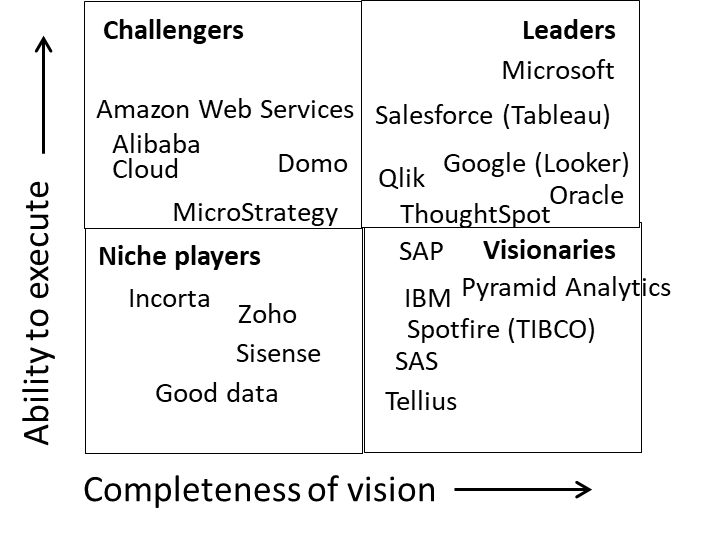 Challengers
Amazon Web Services
Alibaba
Cloud
Domo
MicroStrategy
Leaders
Microsoft
Salesforce (Tableau)
Google (Looker)
Qlik
Oracle
ThoughtSpot
Niche players
Incorta
Zoho
Sisense
Good data
Visionaries
SAP
Pyramid Analytics
IBM
Spotfire (TIBCO)
SAS
Tellius
Ability to execute
Completeness of vision